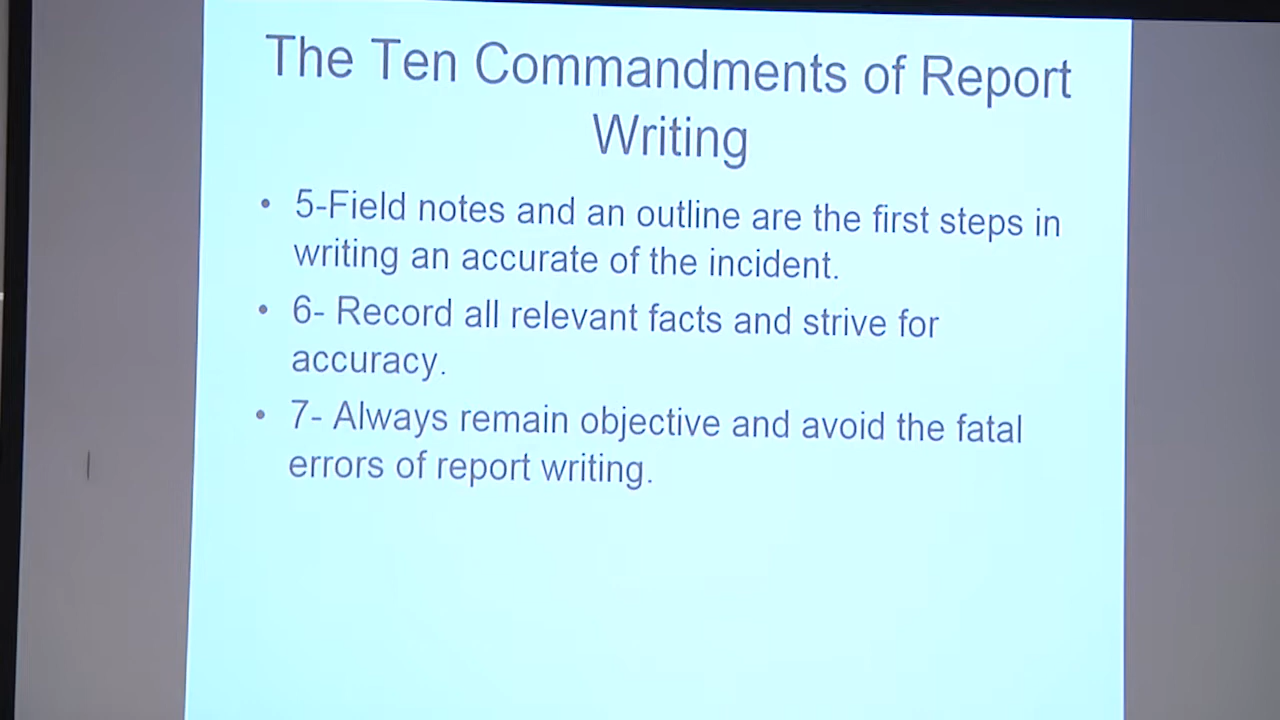 The Ten Commandments of Report
Writing
• 5-Field notes and an outline are the first steps in
writing an accurate of the incident.
• 6- Record all relevant facts and strive for
accuracy.
• 7- Always remain objective and avoid the fatal
errors of report writing.